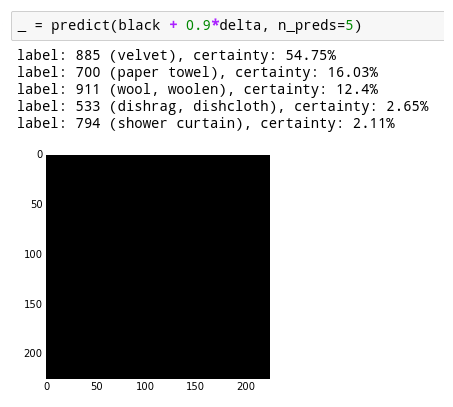 _ = predict(black + 0.9*delta, n_preds=5)
label: 885 (velvet), certainty: 54.75%
label: 700 (paper towel), certainty: 16.03%
label: 911 (wool, woolen), certainty: 12.4%
label: 533 (dishrag, dishcloth), certainty: 2.65%
label: 794 (shower curtain), certainty: 2.11%
0
50
100
150
200
0 50 100 150 200